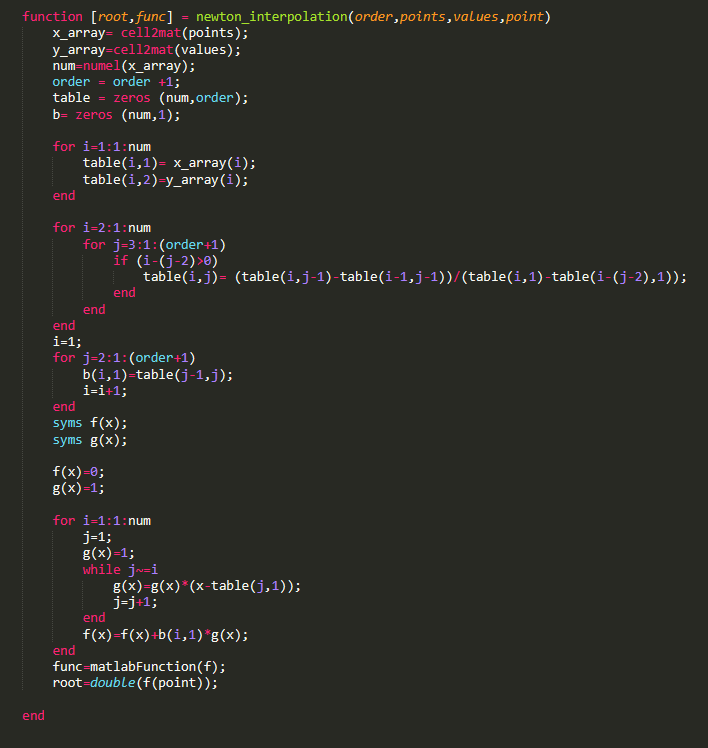 function [root,func] = newton_interpolation(order,points,values,point)
    x_array= cell2mat(points);
    y_array=cell2mat(values);
    num=numel(x_array);
    order = order +1;
    table = zeros (num,order);
    b= zeros (num,1);

    for i=1:1:num
        table(i,1)= x_array(i);
        table(i,2)=y_array(i);
    end

    for i=2:1:num
        for j=3:1:(order+1)
            if (i-(j-2)>0)
                table(i,j)= (table(i,j-1)-table(i-1,j-1))/(table(i,1)-table(i-(j-2),1));
            end
        end
    end
    i=1;
    for j=2:1:(order+1)
        b(i,1)=table(j-1,j);
        i=i+1;
    end
    syms f(x);
    syms g(x);

    f(x)=0;
    g(x)=1;

    for i=1:1:num
        j=1;
        g(x)=1;
        while j~=i
            g(x)=g(x)*(x-table(j,1));
            j=j+1;
        end
        f(x)=f(x)+b(i,1)*g(x);
    end
    func=matlabFunction(f);
    root=double(f(point));

end